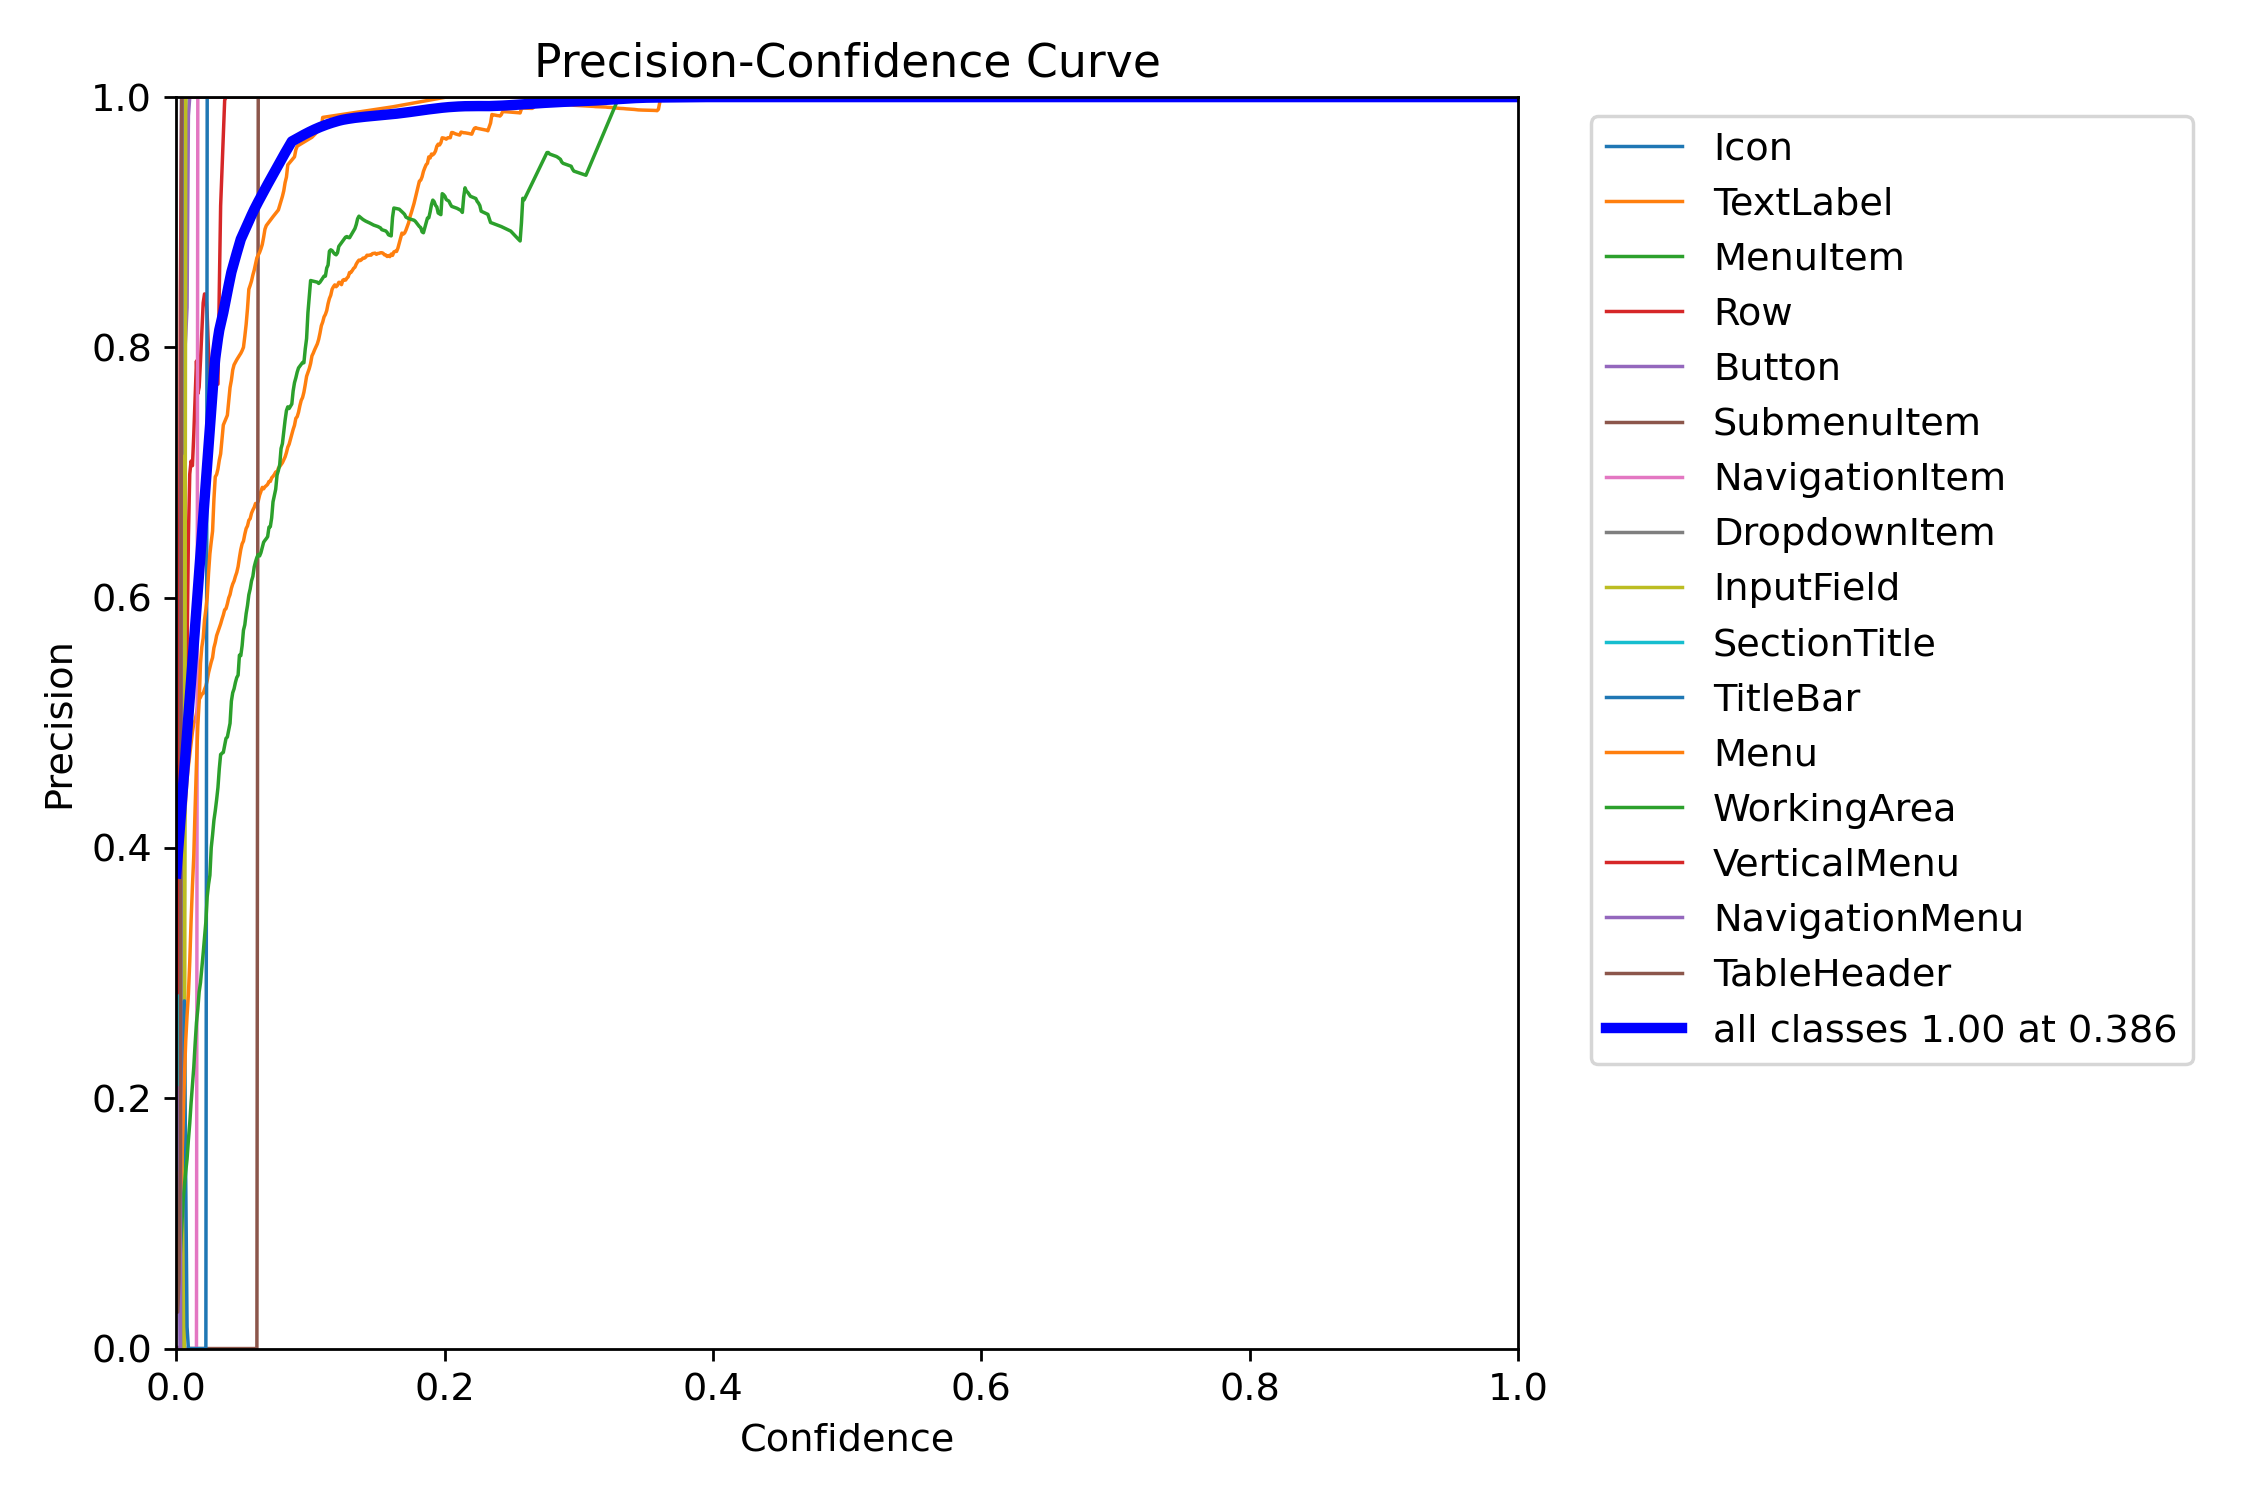 Precision-Confidence Curve
1.0
0.8
0.6
0.4
0.2
0.0
Precision
0.0 0.2 0.4 0.6 0.8 1.0
Confidence
Icon
TextLabel
MenuItem
Row
Button
SubmenuItem
NavigationItem
DropdownItem
InputField
SectionTitle
TitleBar
Menu
WorkingArea
VerticalMenu
NavigationMenu
TableHeader
all classes 1.00 at 0.386